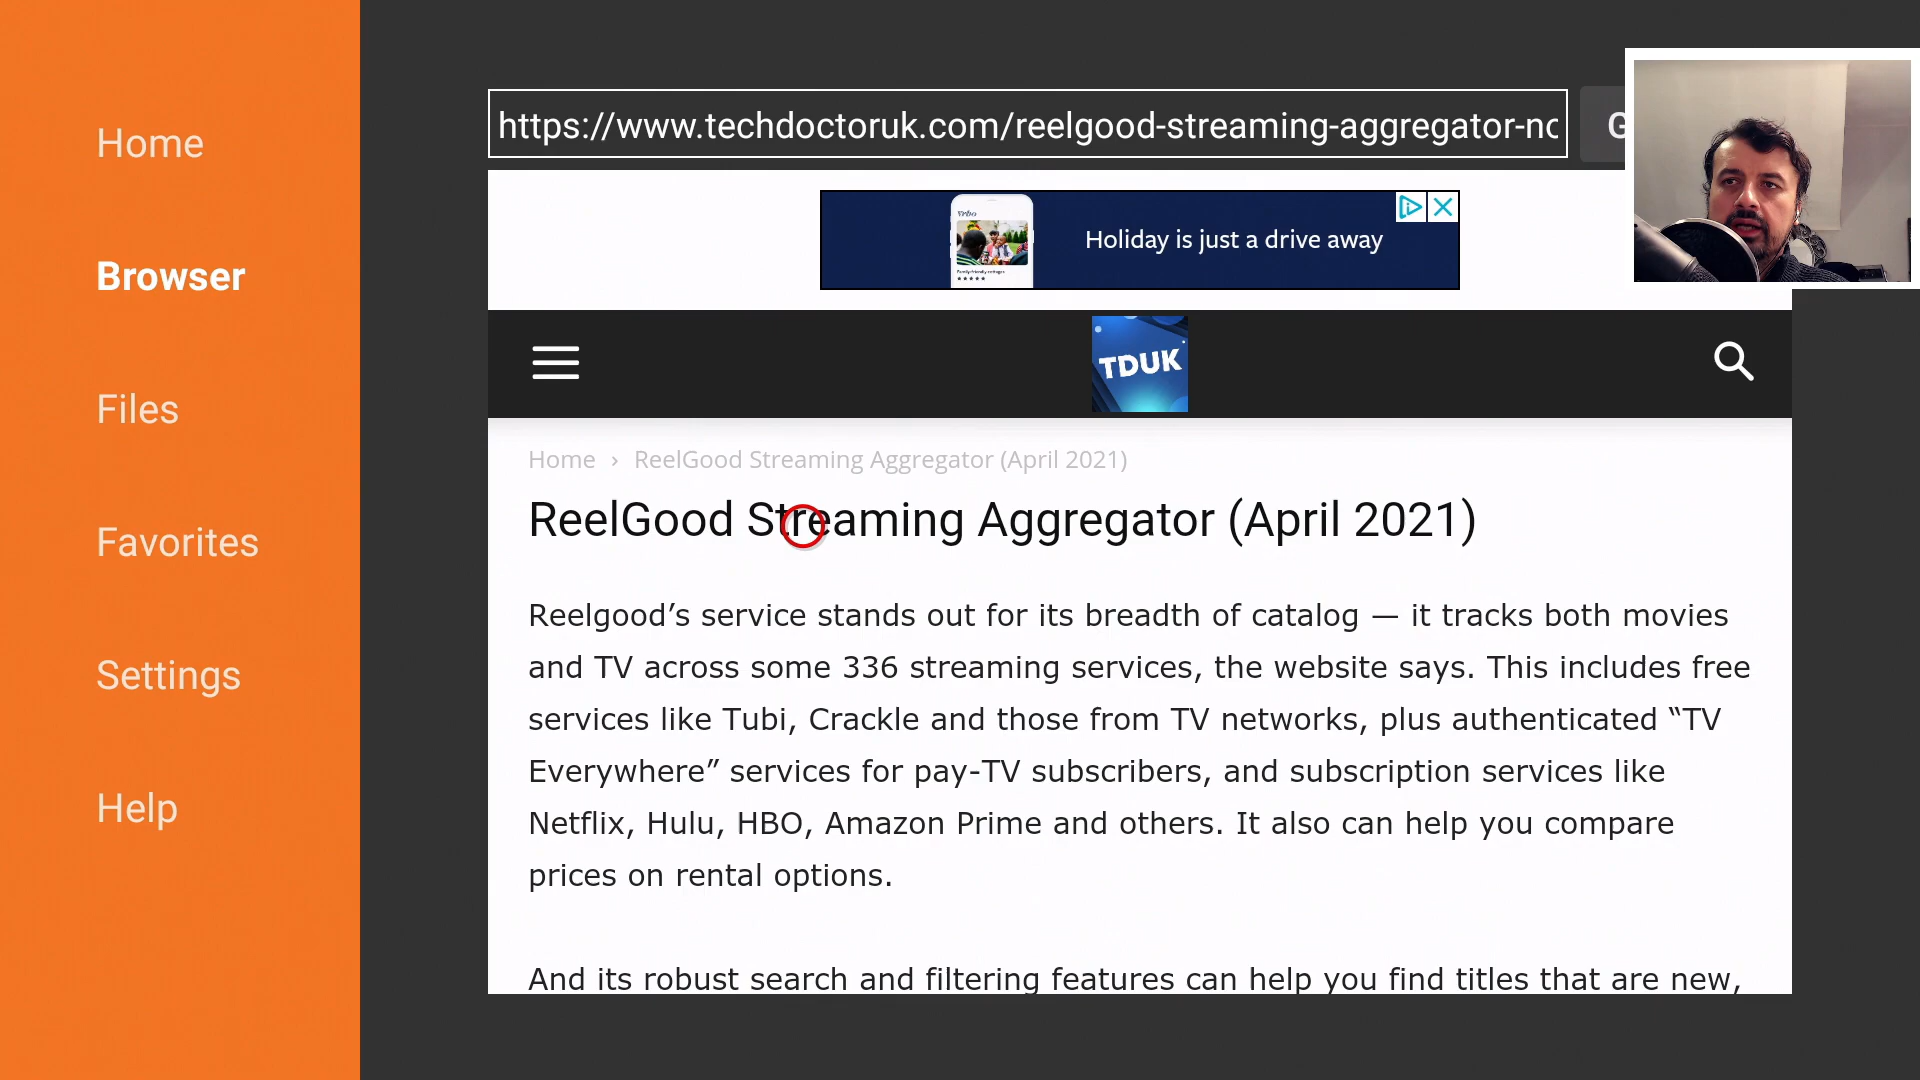 Home
Browser
Files
Favorites
Settings
Help
https://www.techdoctoruk.com/reelgood-streaming-aggregator-no
G
Vrbo
Family-friendly cottages
Holiday is just a drive away
TDUK
Home › ReelGood Streaming Aggregator (April 2021)
ReelGood Streaming Aggregator (April 2021)
Reelgood’s service stands out for its breadth of catalog — it tracks both movies
and TV across some 336 streaming services, the website says. This includes free
services like Tubi, Crackle and those from TV networks, plus authenticated “TV
Everywhere” services for pay-TV subscribers, and subscription services like
Netflix, Hulu, HBO, Amazon Prime and others. It also can help you compare
prices on rental options.
And its robust search and filtering features can help you find titles that are new,